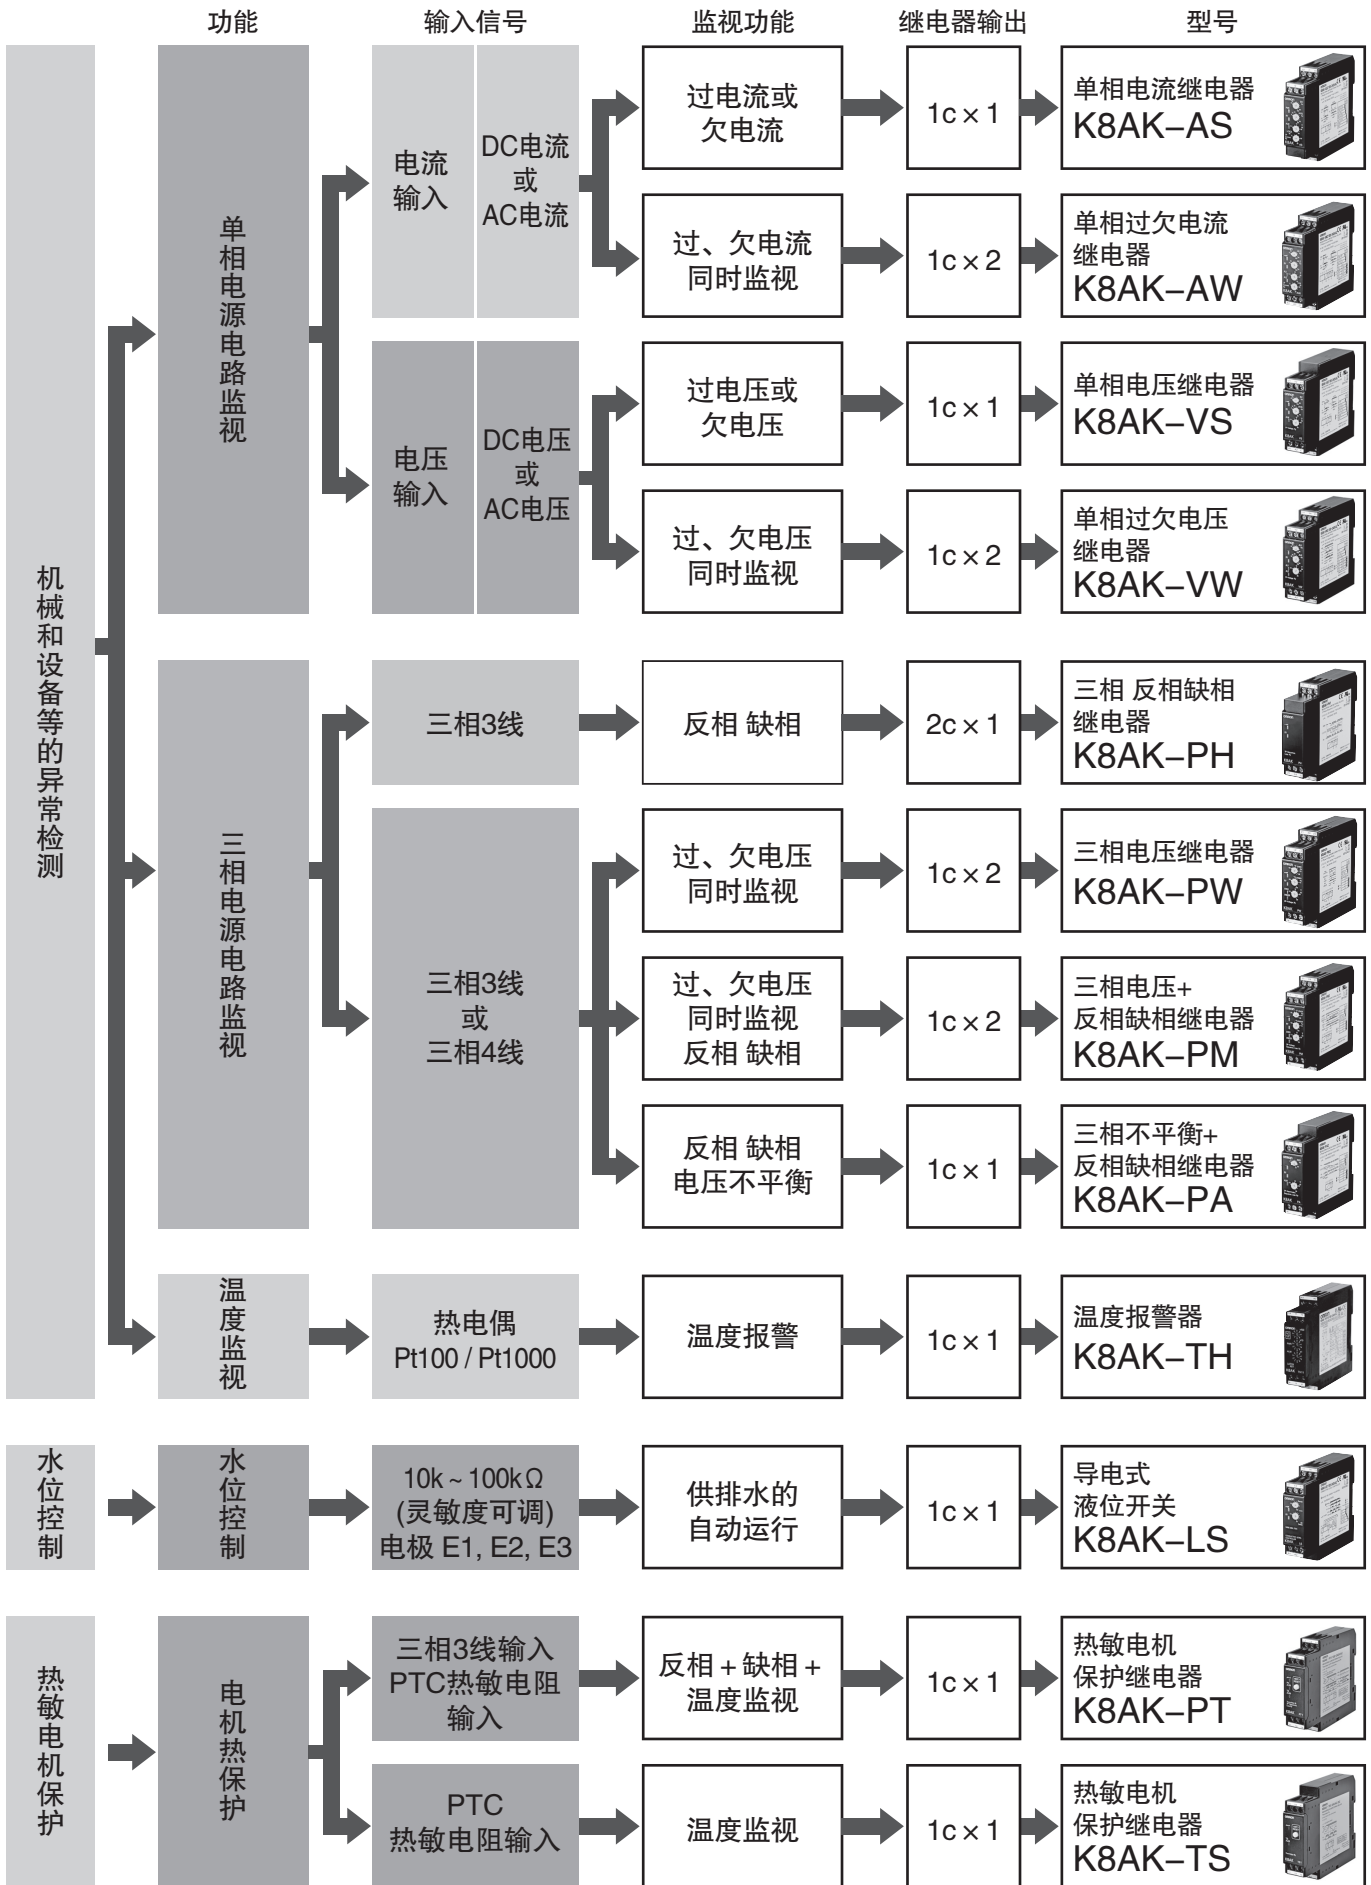 功能
输入信号
监视功能
继电器输出
型号
机械和设备等的异常检测
单相电源电路监视
电流
输入
DC电流
或
AC电流
过电流或
欠电流
1c × 1
单相电流继电器
K8AK–AS
过、欠电流
同时监视
1c × 2
单相过欠电流
继电器
K8AK–AW
电压
输入
DC电压
或
AC电压
过电压或
欠电压
1c × 1
单相电压继电器
K8AK–VS
过、欠电压
同时监视
1c × 2
单相过欠电压
继电器
K8AK–VW
三相电源电路监视
三相3线
反相 缺相
2c × 1
三相 反相缺相
继电器
K8AK–PH
三相3线
或
三相4线
过、欠电压
同时监视
1c × 2
三相电压继电器
K8AK–PW
过、欠电压
同时监视
反相 缺相
1c × 2
三相电压+
反相缺相继电器
K8AK–PM
反相 缺相
电压不平衡
1c × 1
三相不平衡+
反相缺相继电器
K8AK–PA
温度监视
热电偶
Pt100 / Pt1000
温度报警
1c × 1
温度报警器
K8AK–TH
水位控制
水位控制
10k ~ 100kΩ
(灵敏度可调)
电极 E1, E2, E3
供排水的
自动运行
1c × 1
导电式
液位开关
K8AK–LS
热敏电机保护
电机热保护
三相3线输入
PTC热敏电阻
输入
反相 + 缺相 +
温度监视
1c × 1
热敏电机
保护继电器
K8AK–PT
PTC
热敏电阻输入
温度监视
1c × 1
热敏电机
保护继电器
K8AK–TS